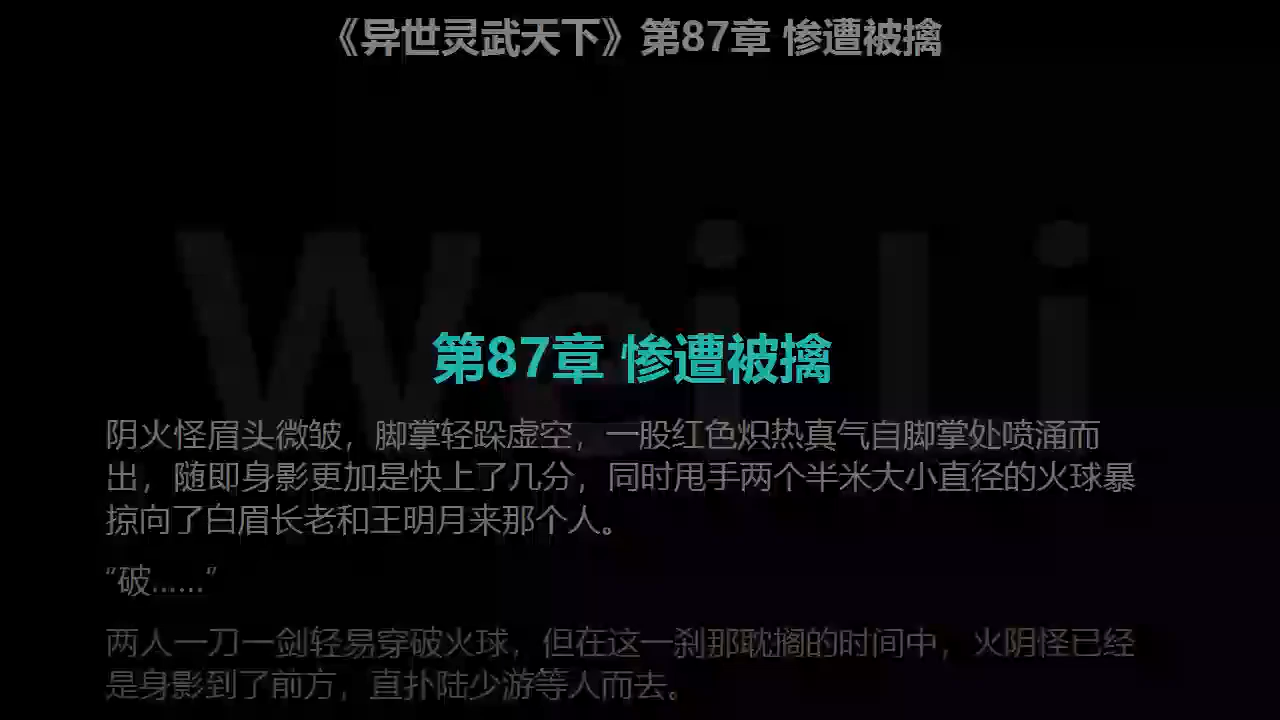 《异世灵武天下》第87章 惨遭被擒
Wei li
第87章 惨遭被擒
阴火怪眉头微皱，脚掌轻跺虚空，一股红色炽热真气自脚掌处喷涌而
出，随即身影更加是快上了几分，同时甩手两个半米大小直径的火球暴
掠向了白眉长老和王明月来那个人。
“破……”
两人一刀一剑轻易穿破火球，但在这一刹那耽搁的时间中，火阴怪已经
是身影到了前方，直扑陆少游等人而去。